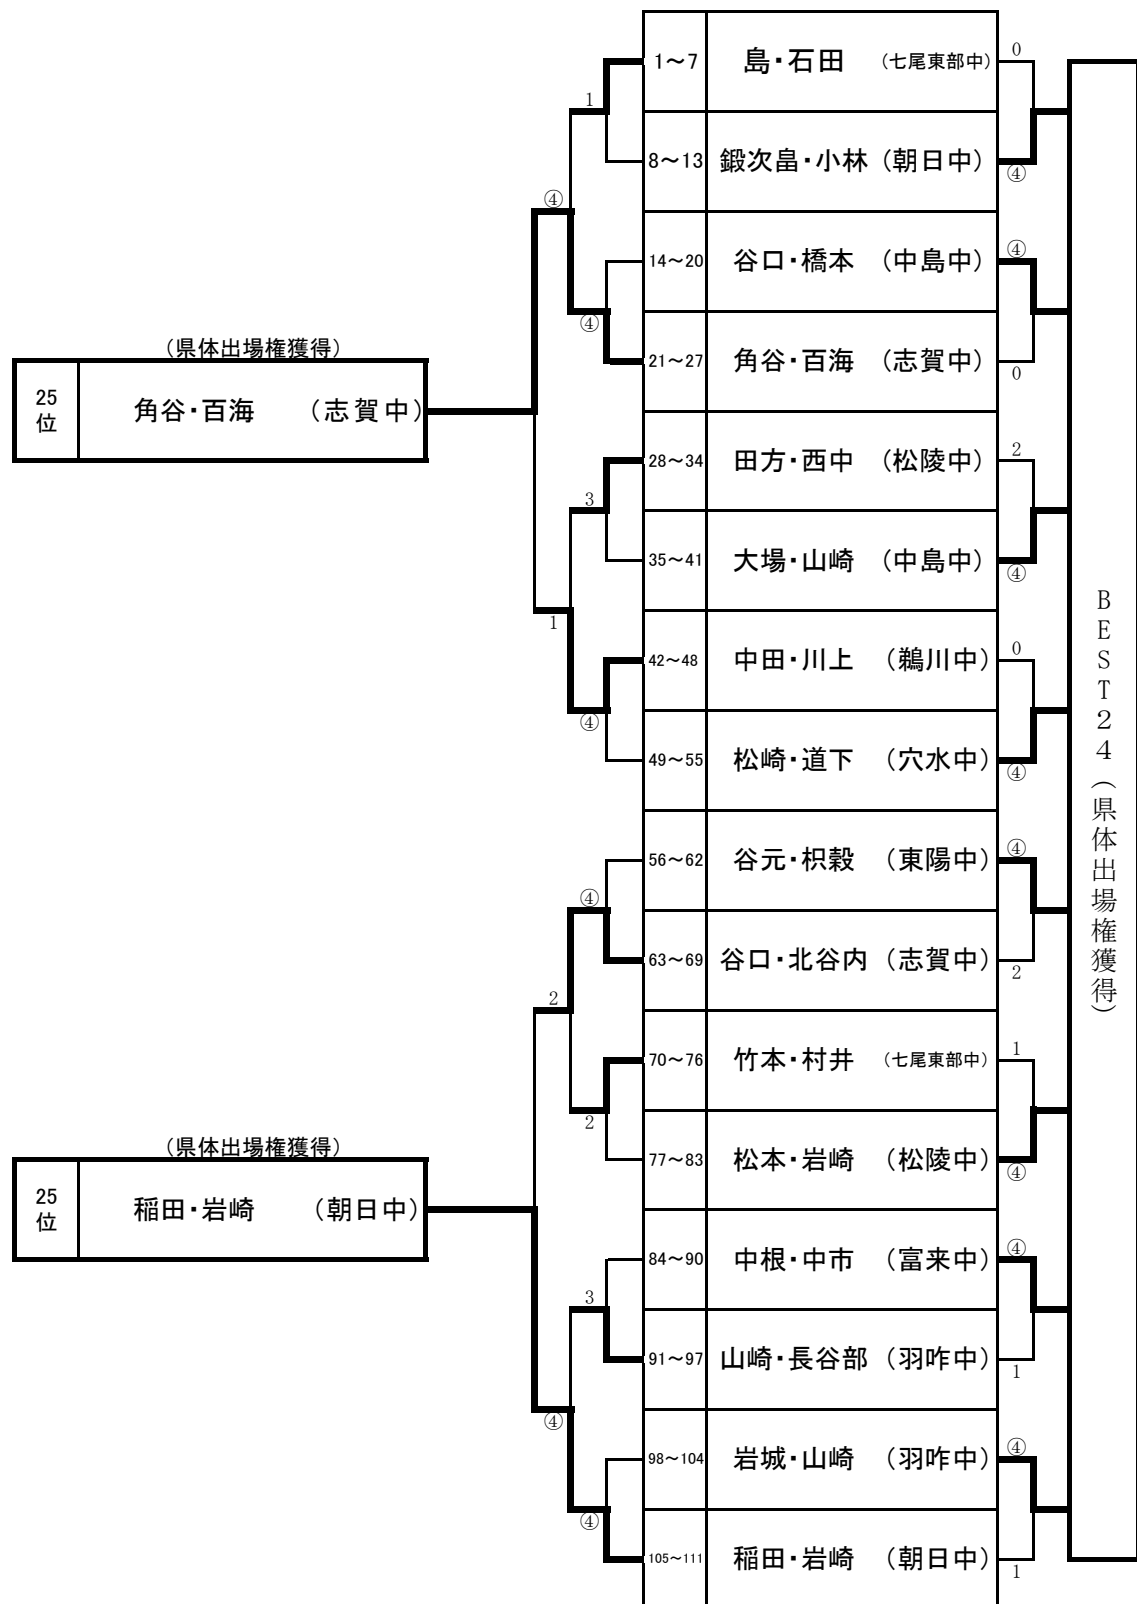 1～7 島・石田 (七尾東部中) 0
1
8～13 鍛次畠・小林 (朝日中) ④
④
14～20 谷口・橋本 (中島中) ④
④
(県体出場権獲得)
21～27 角谷・百海 (志賀中) 0
25位 角谷・百海 (志賀中)
28～34 田方・西中 (松陵中) 2
3
35～41 大場・山崎 (中島中) ④
1
42～48 中田・川上 (鵜川中) 0
④
49～55 松崎・道下 (穴水中) ④
56～62 谷元・枳穀 (東陽中) ④
④
63～69 谷口・北谷内 (志賀中) 2
2
70～76 竹本・村井 (七尾東部中) 1
2
(県体出場権獲得)
77～83 松本・岩崎 (松陵中) ④
25位 稲田・岩崎 (朝日中)
84～90 中根・中市 (富来中) ④
3
91～97 山崎・長谷部 (羽咋中) 1
④
98～104 岩城・山崎 (羽咋中) ④
④
105～111 稲田・岩崎 (朝日中) 1
BEST24(県体出場権獲得)